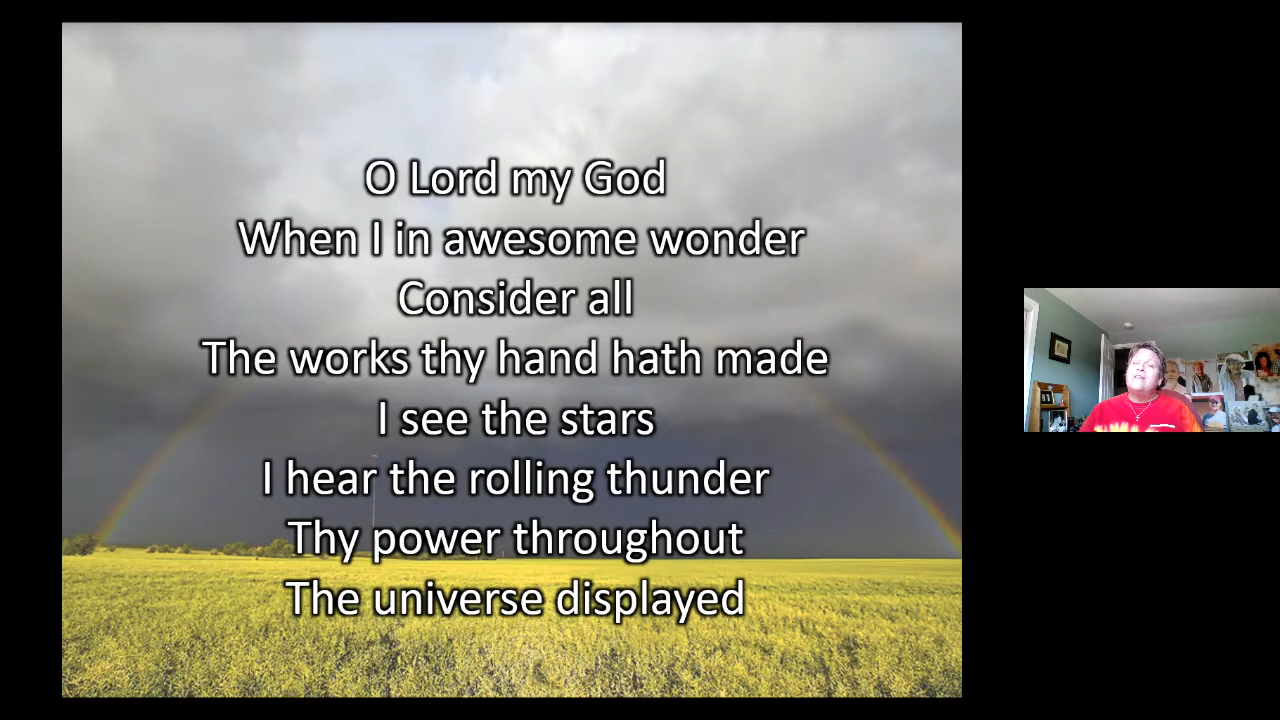 O Lord my God
When I in awesome wonder
Consider all
The works thy hand hath made
I see the stars
I hear the rolling thunder
Thy power throughout
The universe displayed